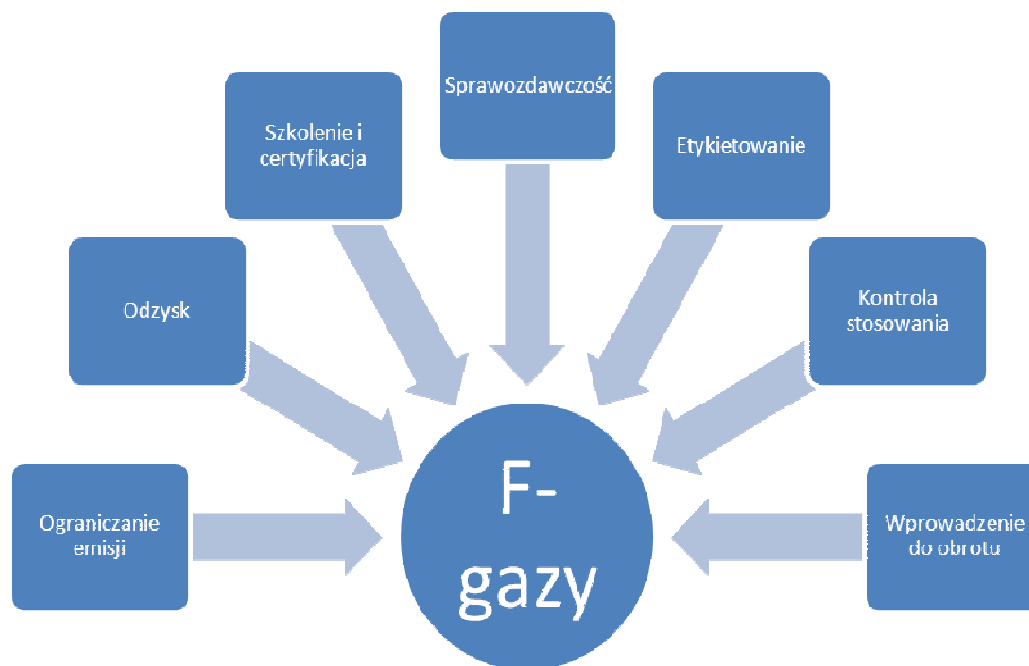 Sprawozdawczość
Szkolenie i
certyfikacja
Etykietowanie
Odzysk
Kontrola
stosowania
Ograniczanie
emisji
F-
gazy
Wprowadzenie
do obrotu